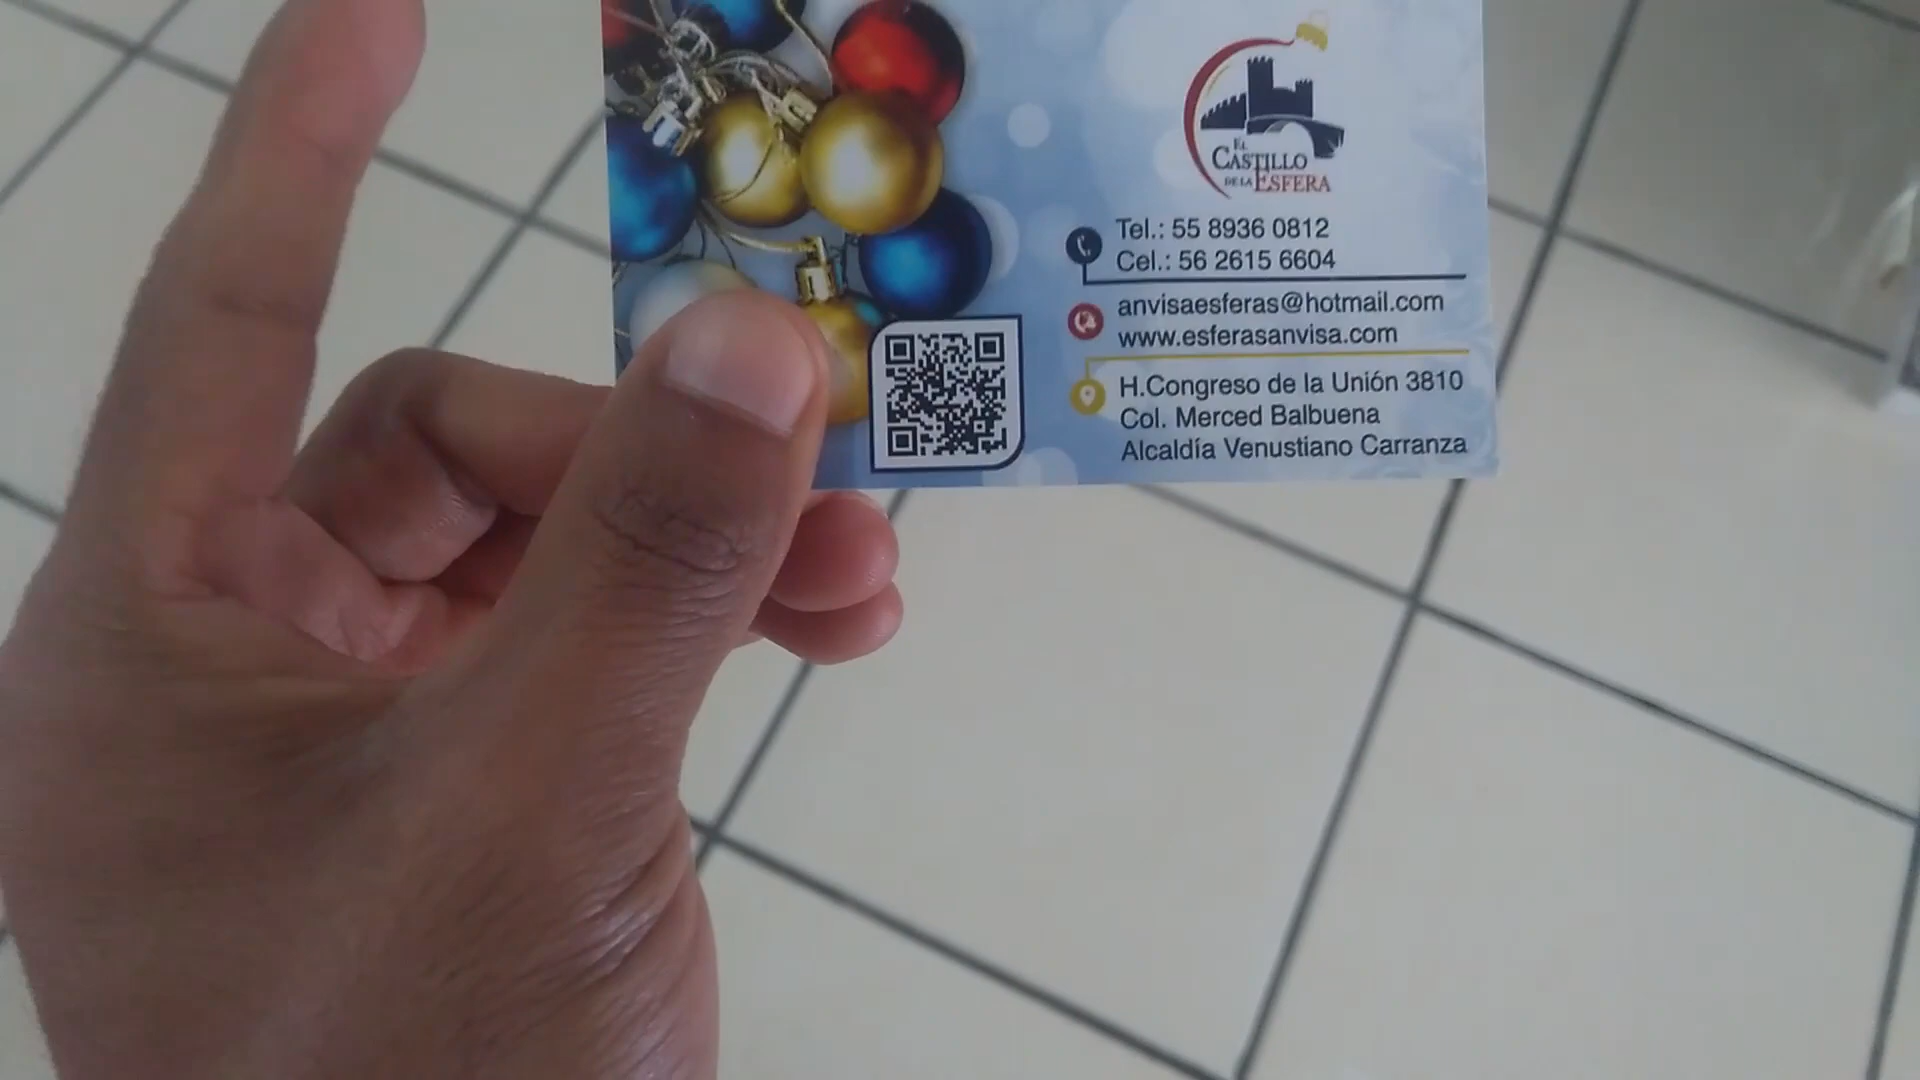 EL
CASTILLO
DE LA ESFERA
Tel.: 55 8936 0812
Cel.: 56 2615 6604
anvisaesferas@hotmail.com
www.esferasanvisa.com
H.Congreso de la Unión 3810
Col. Merced Balbuena
Alcaldía Venustiano Carranza